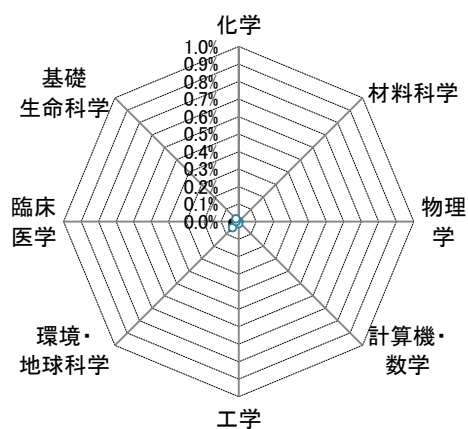 化学
1.0%
0.9%
0.8%
0.7%
0.6%
0.5%
0.4%
0.3%
0.2%
0.1%
0.0%
材料科学
物理
学
計算機・
数学
工学
環境・
地球科学
臨床
医学
基礎
生命科学